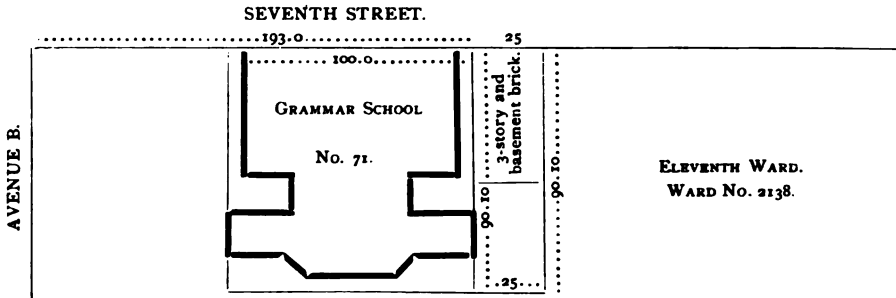 SEVENTH STREET.
193.0
25
100.0
3-story and
basement brick.
GRAMMAR SCHOOL
No. 71.
AVENUE B.
90.10
90.10
ELEVENTH WARD.
WARD No. 2138.
25